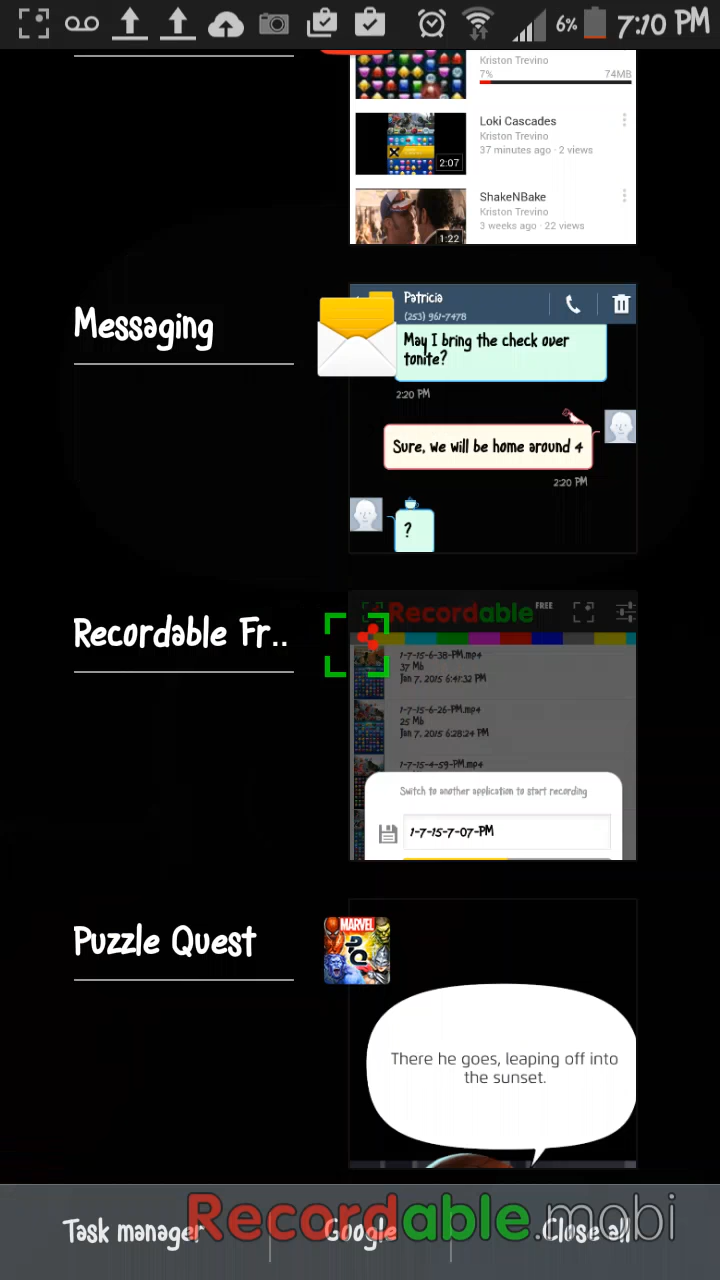 6% 7:10 PM
Kriston Trevino
7% 74MB
Loki Cascades
Kriston Trevino
37 minutes ago · 2 views
2:07
ShakeNBake
Kriston Trevino
3 weeks ago · 22 views
1:22
Messaging
Patricia
(253) 961-7478
May I bring the check over
tonite?
2:20 PM
Sure, we will be home around 4
2:20 PM
?
Recordable Fr..
Recordable FREE
1-7-15-6-38-PM.mp4
37 Mb
Jan 7, 2015 6:41:32 PM
1-7-15-6-26-PM.mp4
25 Mb
Jan 7, 2015 6:28:24 PM
1-7-15-4-59-PM.mp4
Switch to another application to start recording
1-7-15-7-07-PM
Puzzle Quest
MARVEL
PQ
There he goes, leaping off into
the sunset.
Task manager Google Close all
Recordable.mobi